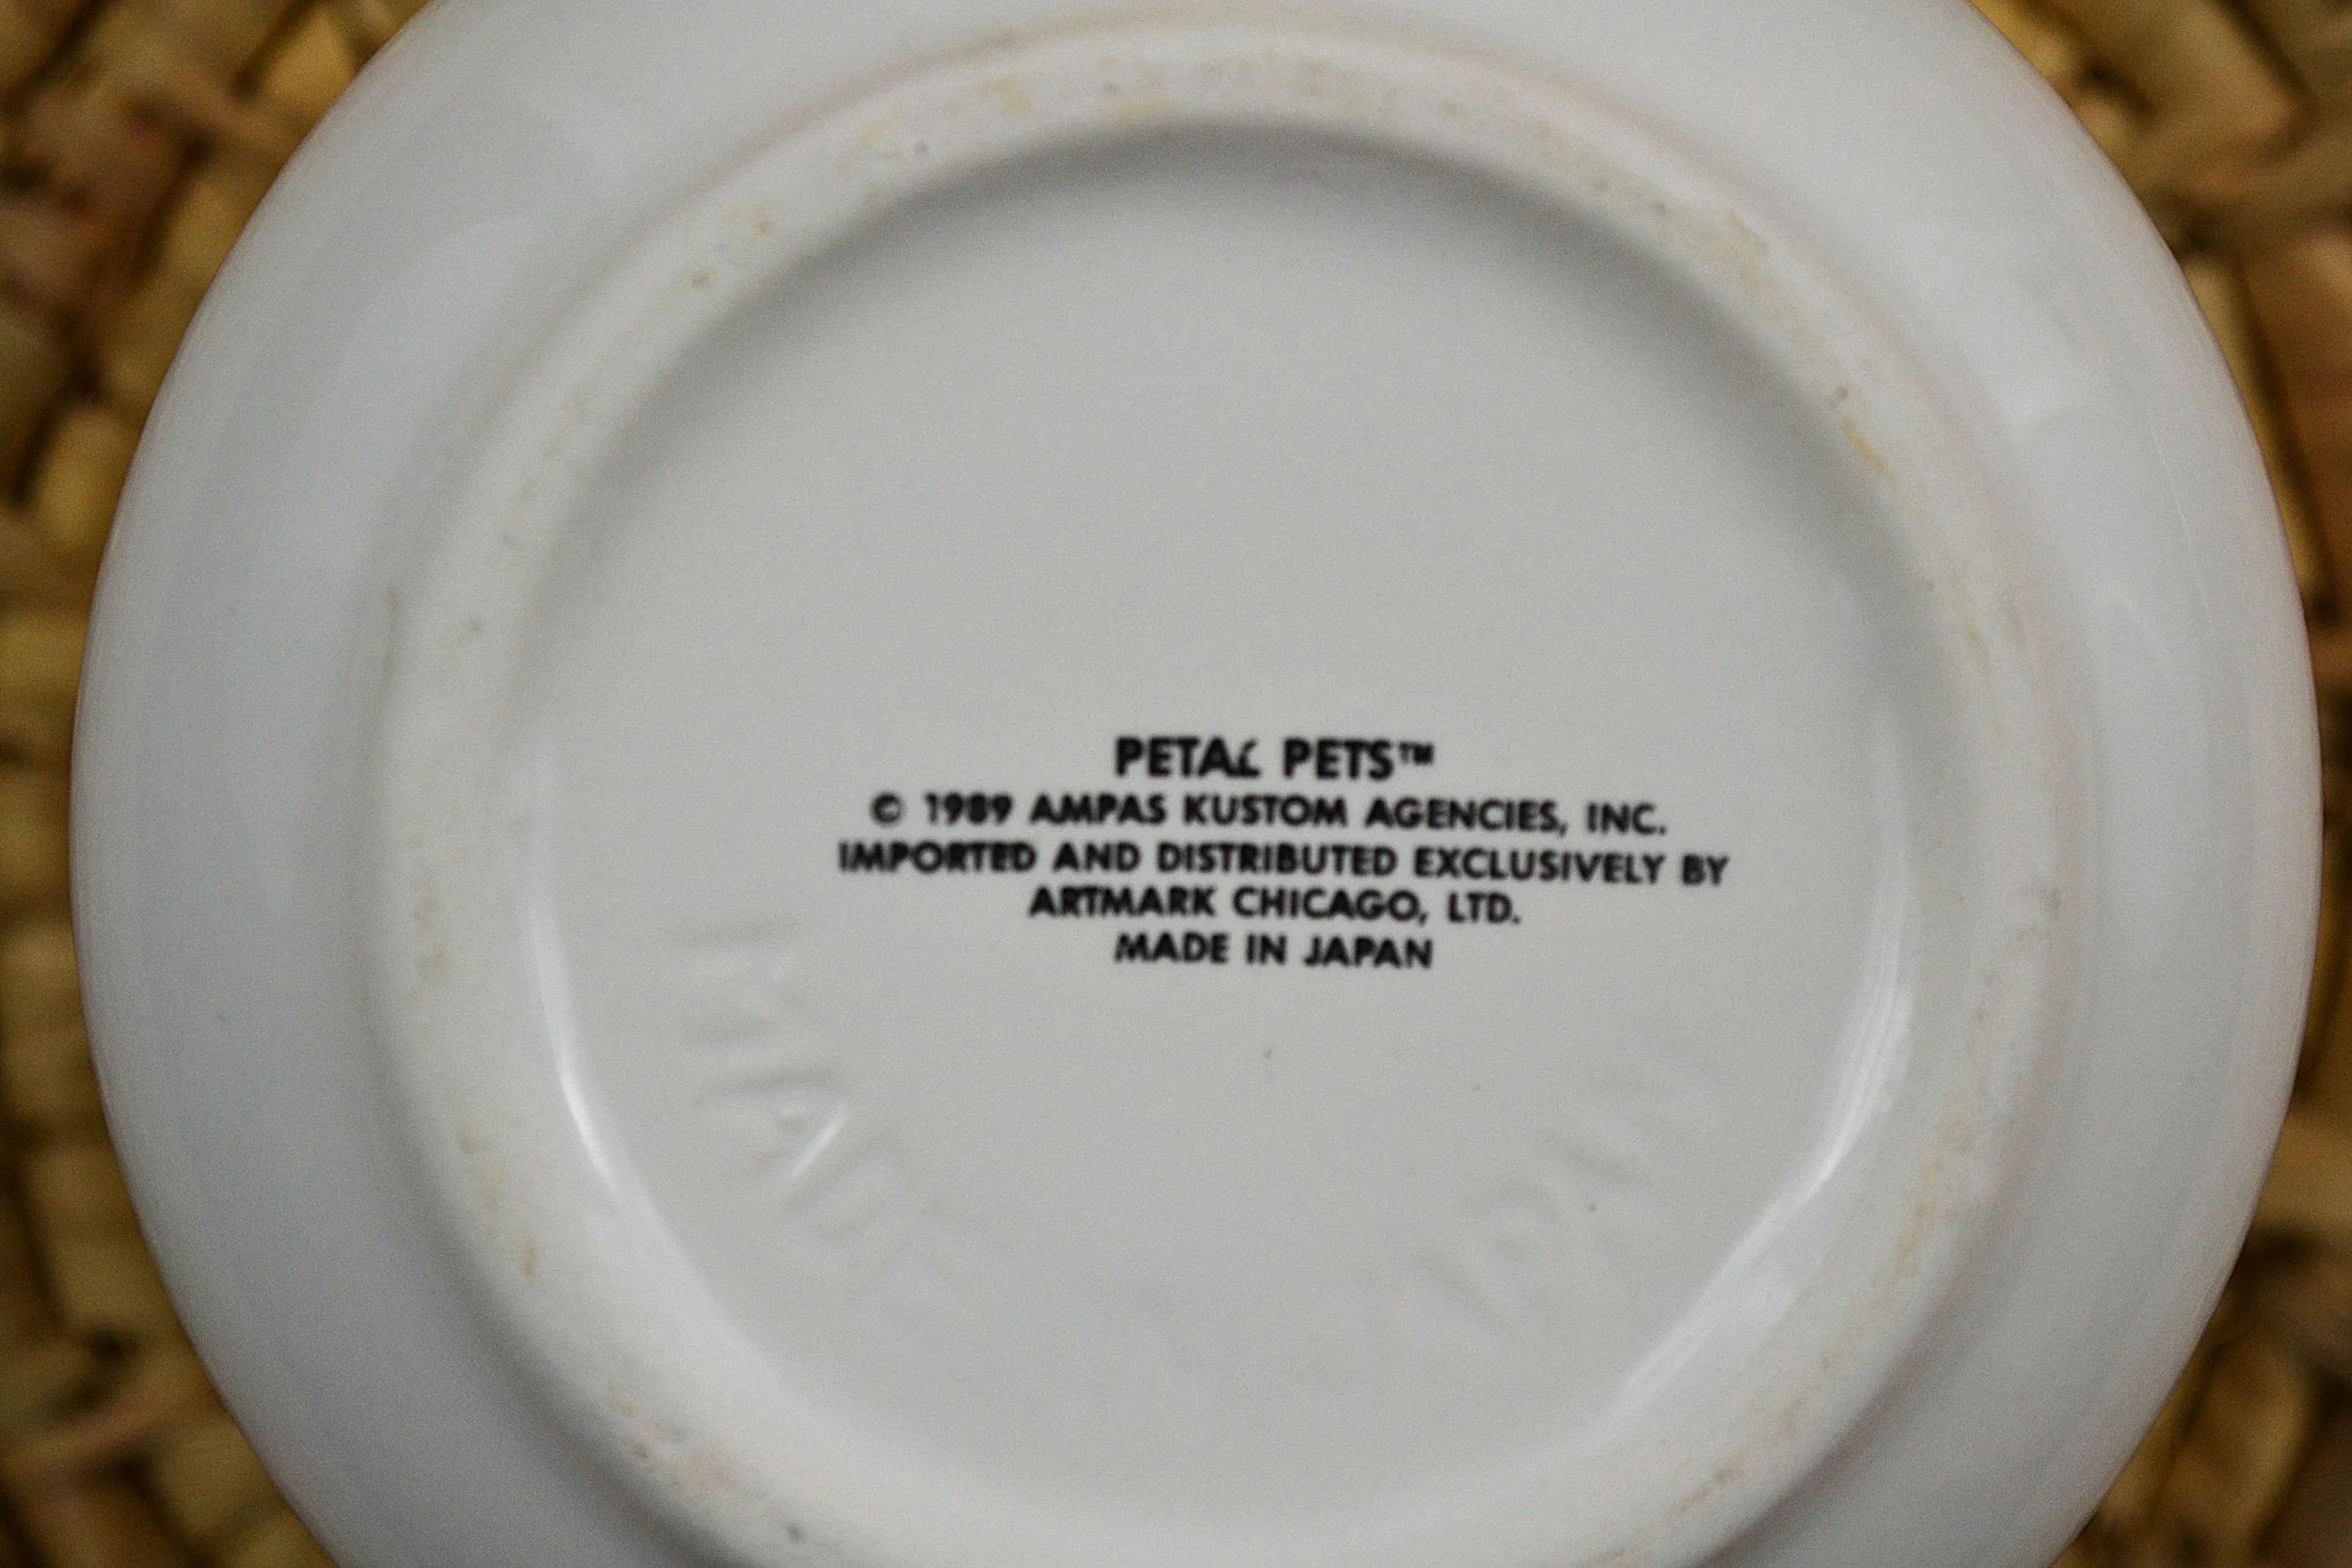 PETAL PETS™
© 1989 AMPAS KUSTOM AGENCIES, INC.
IMPORTED AND DISTRIBUTED EXCLUSIVELY BY
ARTMARK CHICAGO, LTD.
MADE IN JAPAN